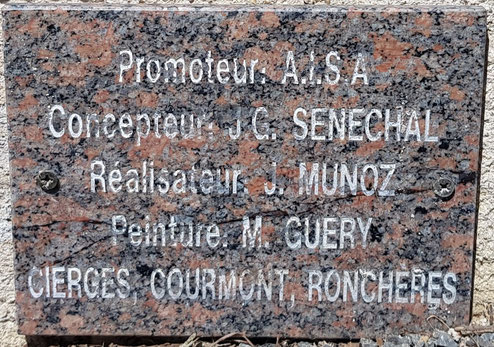 Promoteur: A.I.S.A
Concepteur: J.C. SENECHAL
Réalisateur: J. MUNOZ
Peinture: M. GUERY
CIERGES, COURMONT, RONCHERES